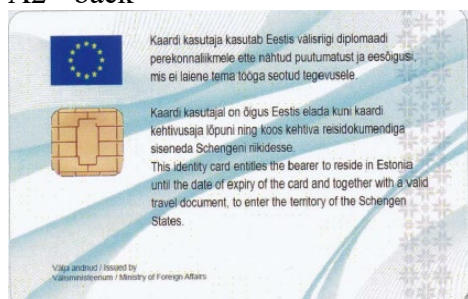 A2 - back
Kaardi kasutaja kasutab Eestis välisriigi diplomaadi
perekonnaliikmele ette nähtud puutumatust ja eesõigusi,
mis ei laiene tema tööga seotud tegevusele.
Kaardi kasutajal on õigus Eestis elada kuni kaardi
kehtivusaja lõpuni ning koos kehtiva reisidokumendiga
siseneda Schengeni riikidesse.
This identity card entitles the bearer to reside in Estonia
until the date of expiry of the card and together with a valid
travel document, to enter the territory of the Schengen
States.
Välja andnud / Issued by
Välisministeerium / Ministry of Foreign Affairs